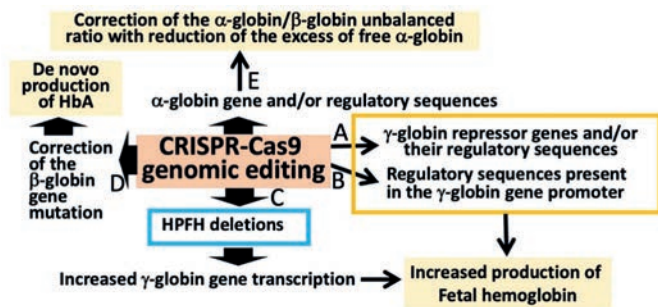 Correction of the α-globin/β-globin unbalanced
ratio with reduction of the excess of free α-globin
De novo
production
of HbA
E
α-globin gene and/or regulatory sequences
Correction
of the
β-globin
gene
mutation
D
CRISPR-Cas9
genomic editing
A
B
γ-globin repressor genes and/or
their regulatory sequences
Regulatory sequences present
in the γ-globin gene promoter
C
HPFH deletions
Increased γ-globin gene transcription
Increased production of
Fetal hemoglobin